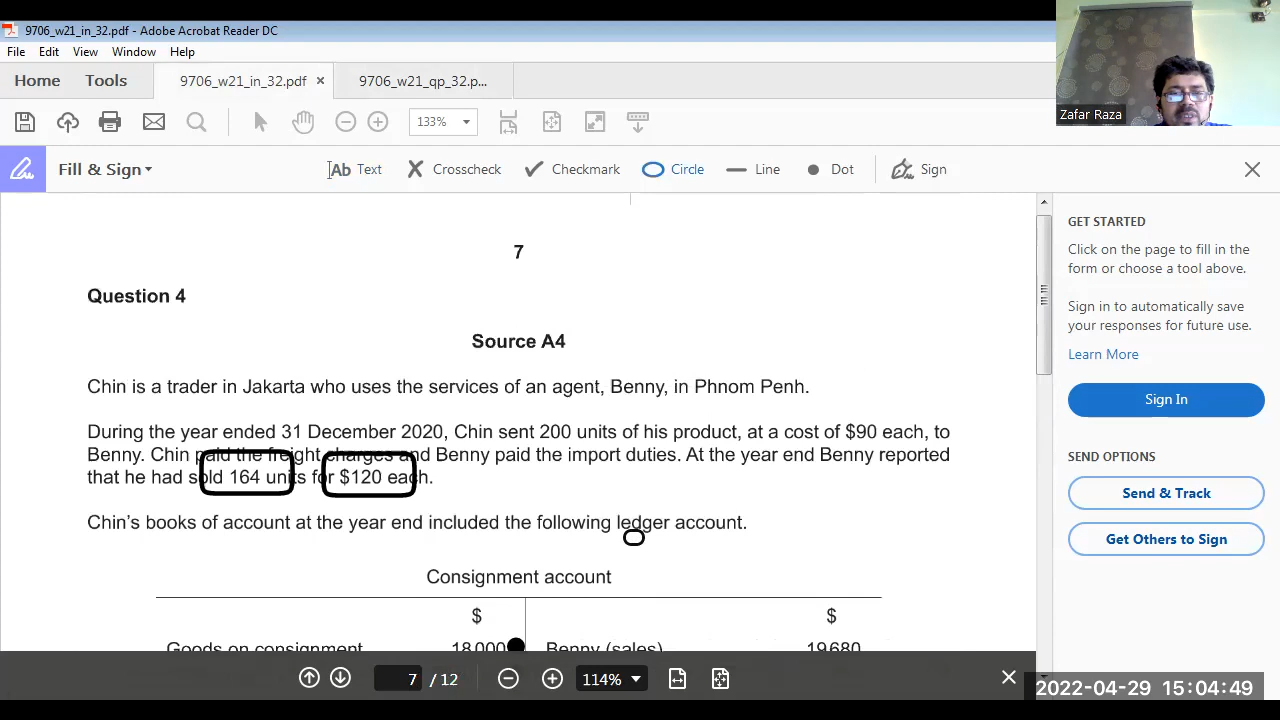 9706_w21_in_32.pdf - Adobe Acrobat Reader DC
File Edit View Window Help
Home Tools 9706_w21_in_32.pdf × 9706_w21_qp_32.p...
133%
Zafar Raza
Fill & Sign Ab Text Crosscheck Checkmark Circle Line Dot Sign
7
Question 4
Source A4
Chin is a trader in Jakarta who uses the services of an agent, Benny, in Phnom Penh.
During the year ended 31 December 2020, Chin sent 200 units of his product, at a cost of $90 each, to
Benny. Chin paid the freight charges and Benny paid the import duties. At the year end Benny reported
that he had sold 164 units for $120 each.
Chin's books of account at the year end included the following ledger account.
Consignment account
$ $
Goods on consignment 18 000 Benny (sales) 19 680
GET STARTED
Click on the page to fill in the
form or choose a tool above.
Sign in to automatically save
your responses for future use.
Learn More
Sign In
SEND OPTIONS
Send & Track
Get Others to Sign
7 / 12 114%
2022-04-29 15:04:49